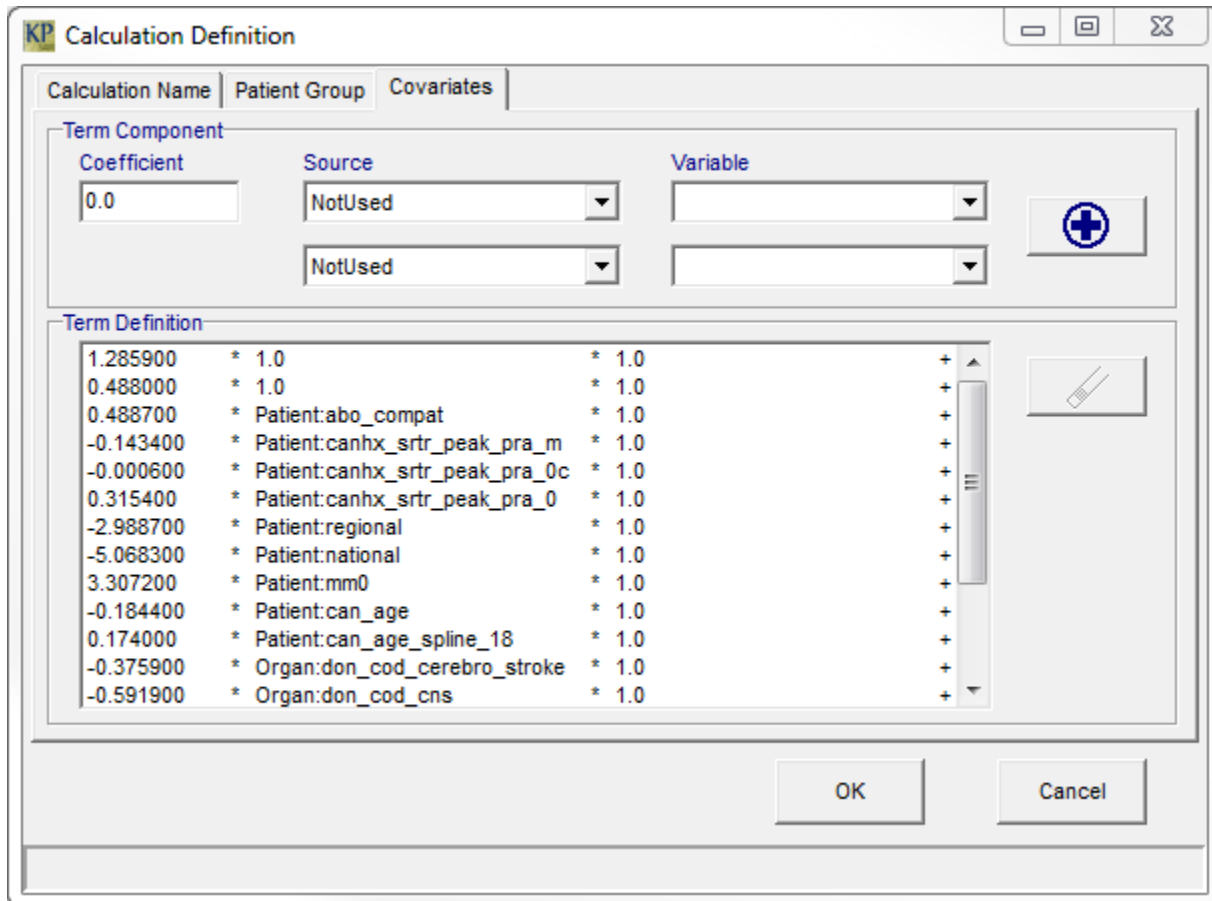 KP Calculation Definition
Calculation Name Patient Group Covariates
Term Component
Coefficient Source Variable
0.0 NotUsed
NotUsed
Term Definition
1.285900 * 1.0 * 1.0 +
0.488000 * 1.0 * 1.0 +
0.488700 * Patient:abo_compat * 1.0 +
-0.143400 * Patient:canhx_srtr_peak_pra_m * 1.0 +
-0.000600 * Patient:canhx_srtr_peak_pra_0c * 1.0 +
0.315400 * Patient:canhx_srtr_peak_pra_0 * 1.0 +
-2.988700 * Patient:regional * 1.0 +
-5.068300 * Patient:national * 1.0 +
3.307200 * Patient:mm0 * 1.0 +
-0.184400 * Patient:can_age * 1.0 +
0.174000 * Patient:can_age_spline_18 * 1.0 +
-0.375900 * Organ:don_cod_cerebro_stroke * 1.0 +
-0.591900 * Organ:don_cod_cns * 1.0 +
OK Cancel